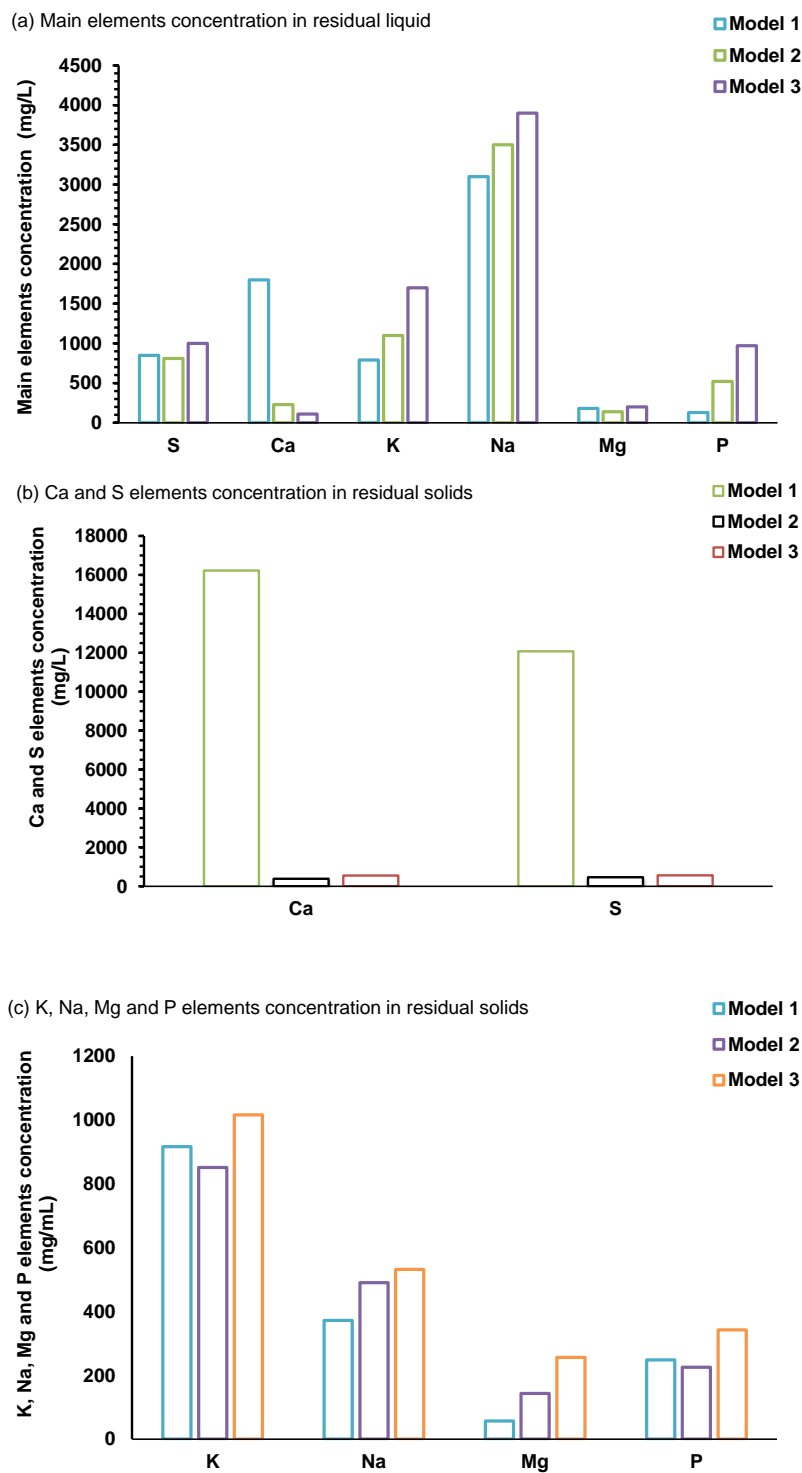 (a) Main elements concentration in residual liquid
Model 1
Model 2
Model 3
Main elements concentration (mg/L)
4500
4000
3500
3000
2500
2000
1500
1000
500
0
S Ca K Na Mg P
(b) Ca and S elements concentration in residual solids
Model 1
Model 2
Model 3
Ca and S elements concentration
(mg/L)
18000
16000
14000
12000
10000
8000
6000
4000
2000
0
Ca S
(c) K, Na, Mg and P elements concentration in residual solids
Model 1
Model 2
Model 3
K, Na, Mg and P elements concentration
(mg/mL)
1200
1000
800
600
400
200
0
K Na Mg P